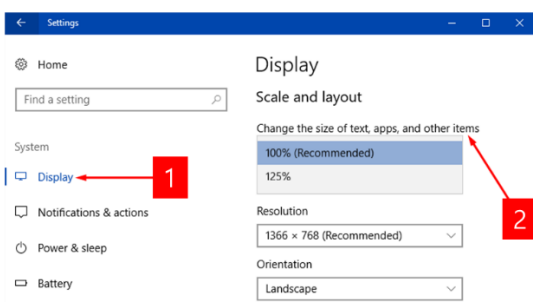 Settings
Home
Find a setting
System
Display
1
Notifications & actions
Power & sleep
Battery
Display
Scale and layout
Change the size of text, apps, and other items
100% (Recommended)
125%
2
Resolution
1366 × 768 (Recommended)
Orientation
Landscape